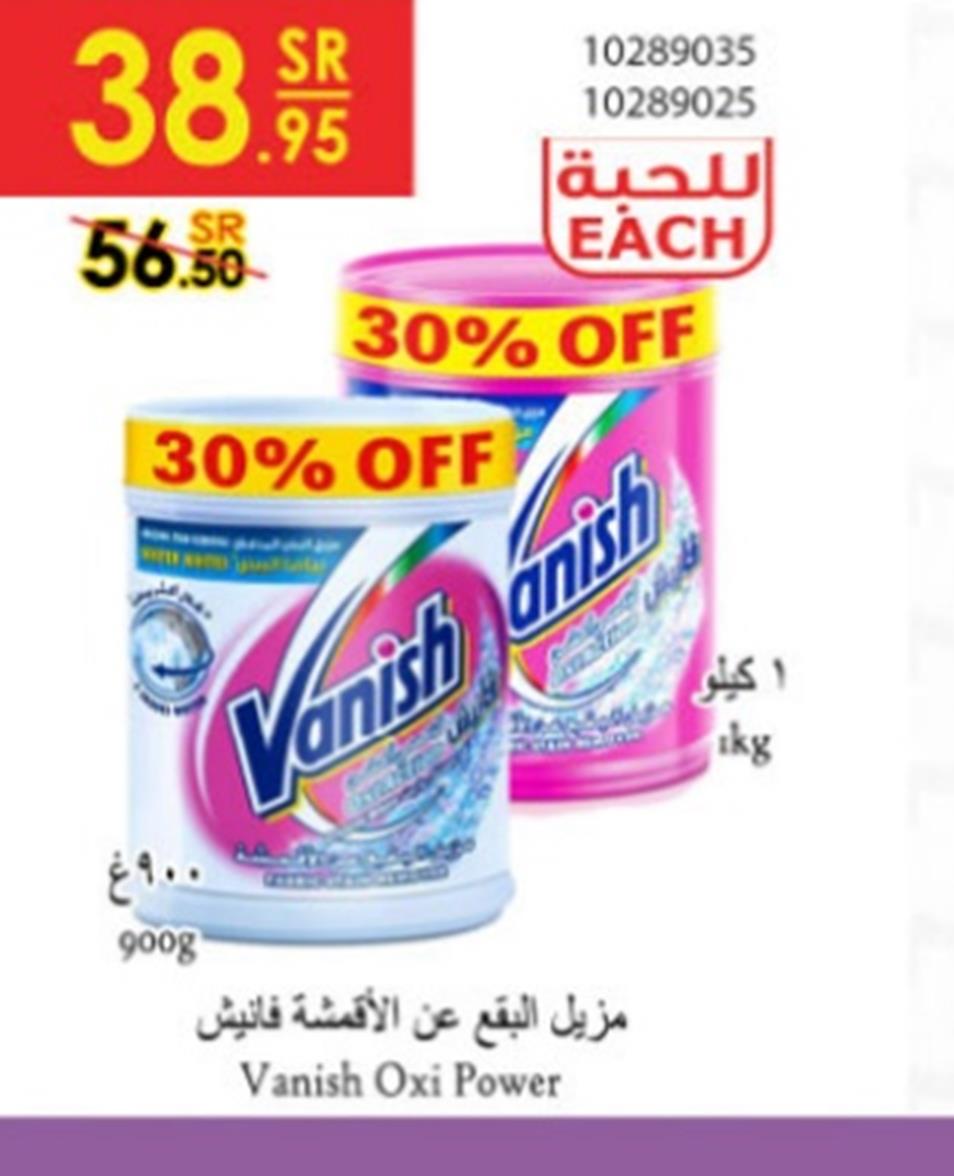 38.95 SR
56.50 SR
10289035
10289025
للحبة
EACH
30% OFF
30% OFF
Vanish
anish
فانيش
١ كيلو
1kg
٩٠٠غ
900g
مزيل البقع عن الأقمشة فانيش
Vanish Oxi Power